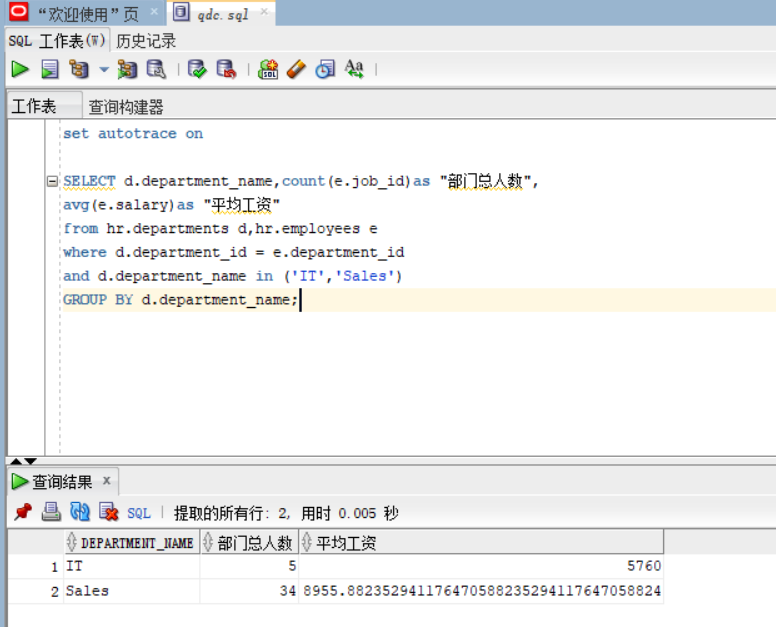 “欢迎使用”页 × qdc.sql ×
SQL 工作表(W) 历史记录
工作表 查询构建器
set autotrace on
SELECT d.department_name,count(e.job_id)as "部门总人数",
avg(e.salary)as "平均工资"
from hr.departments d,hr.employees e
where d.department_id = e.department_id
and d.department_name in ('IT','Sales')
GROUP BY d.department_name;
查询结果 ×
SQL | 提取的所有行: 2, 用时 0.005 秒
DEPARTMENT_NAME 部门总人数 平均工资
1 IT 5 5760
2 Sales 34 8955.88235294117647058823529411764705 8824